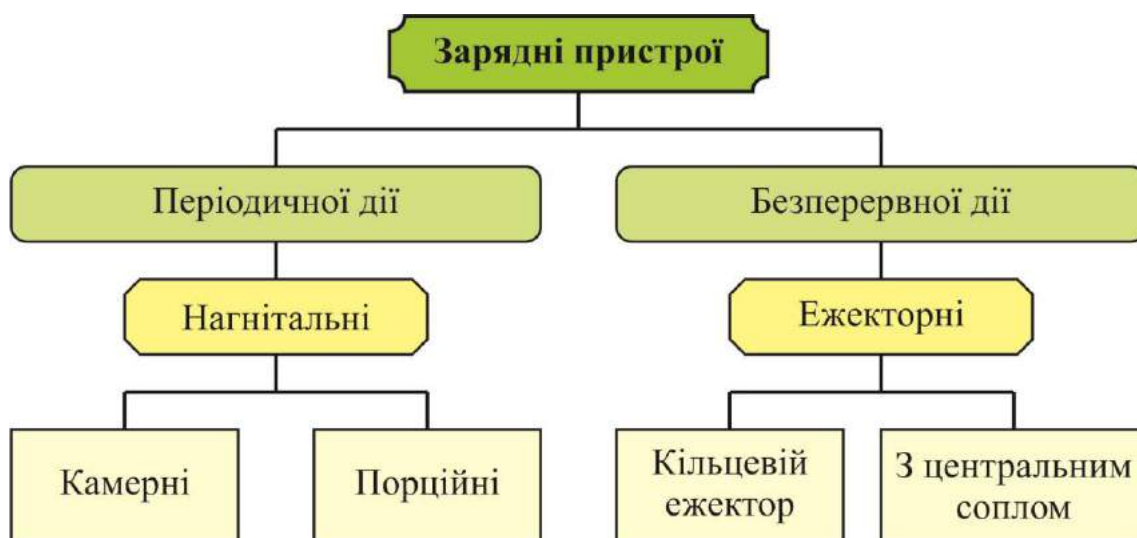 Зарядні пристрої
Періодичної дії
Безперервної дії
Нагнітальні
Ежекторні
Камерні
Порційні
Кільцевій
ежектор
З центральним
соплом